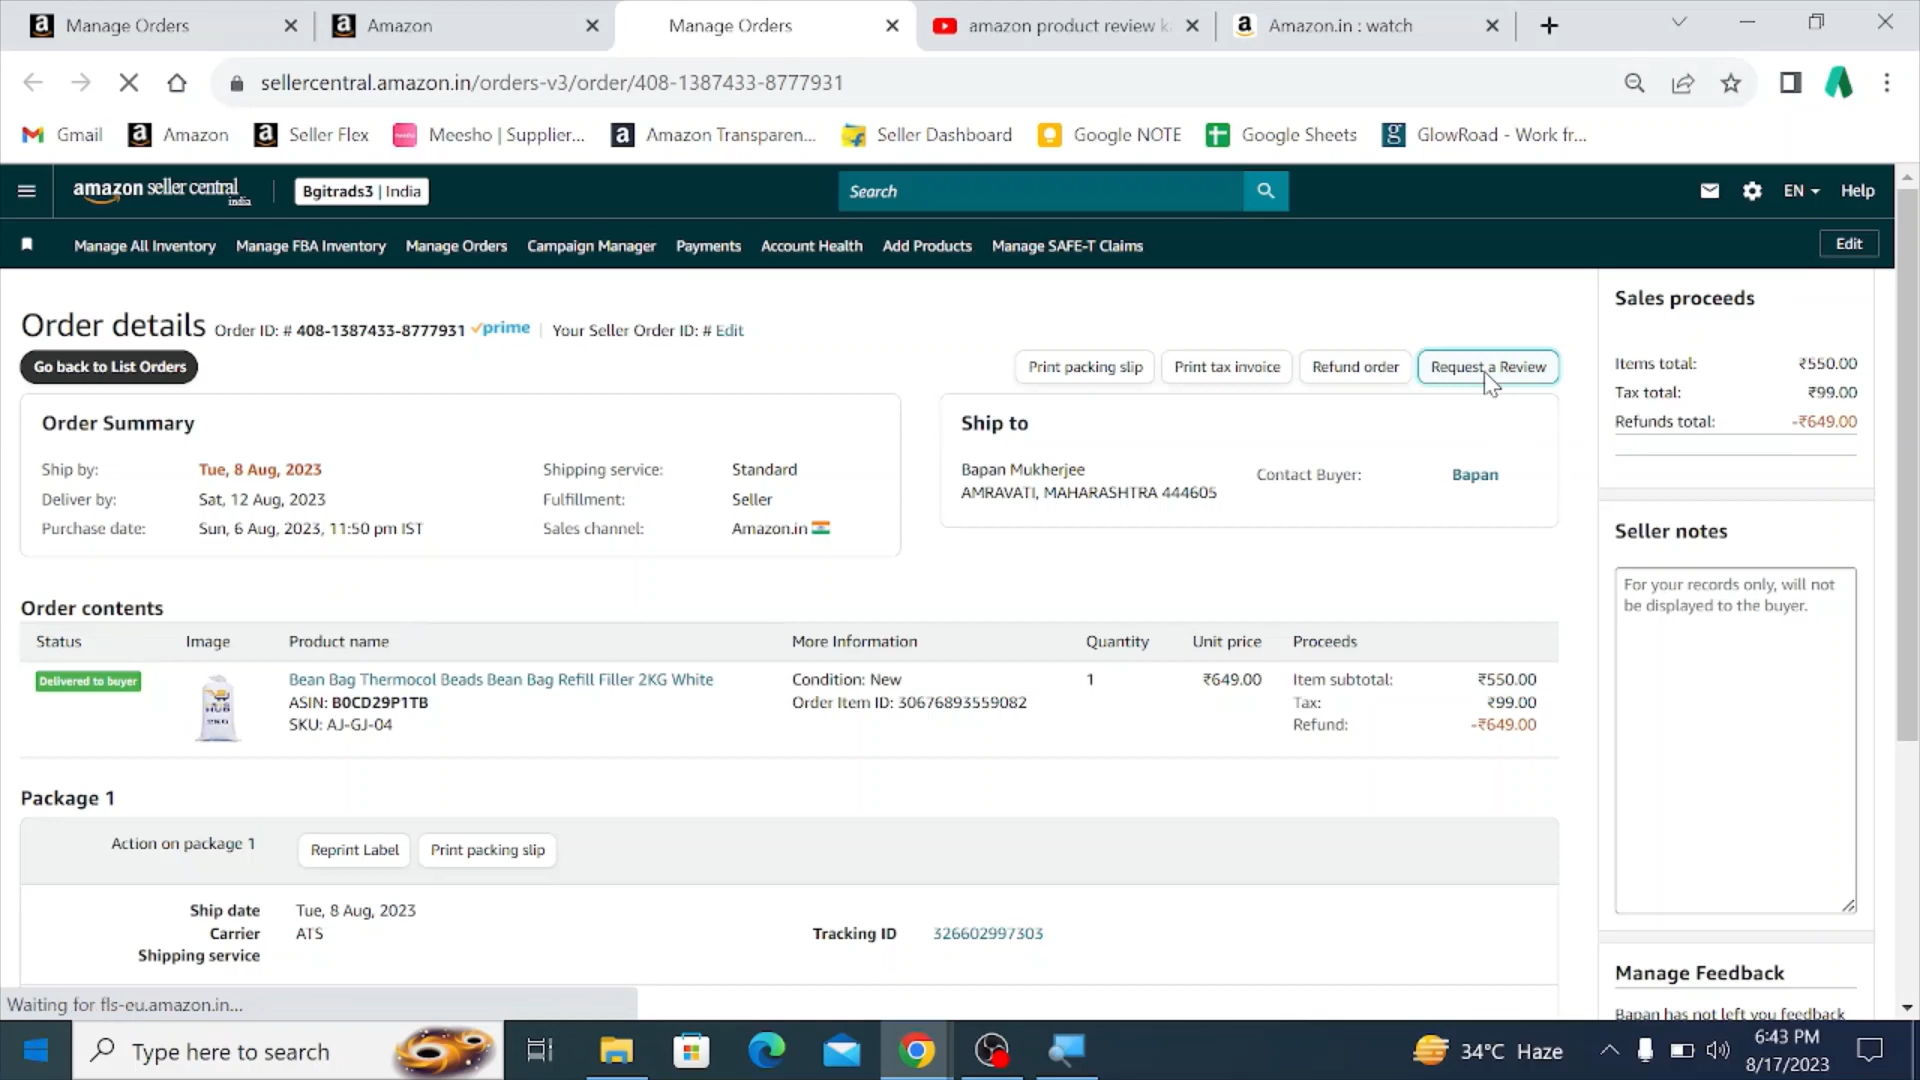 Manage Orders
Amazon
Manage Orders
amazon product review k
Amazon.in : watch
sellercentral.amazon.in/orders-v3/order/408-1387433-8777931
Gmail
Amazon
Seller Flex
Meesho | Supplier...
Amazon Transparen...
Seller Dashboard
Google NOTE
Google Sheets
GlowRoad - Work fr...
amazon seller central
india
Bgitrads3 | India
Search
EN
Help
Manage All Inventory
Manage FBA Inventory
Manage Orders
Campaign Manager
Payments
Account Health
Add Products
Manage SAFE-T Claims
Edit
Order details Order ID: # 408-1387433-8777931 prime Your Seller Order ID: # Edit
Go back to List Orders
Print packing slip
Print tax invoice
Refund order
Request a Review
Order Summary
Ship by: Tue, 8 Aug, 2023 Shipping service: Standard
Deliver by: Sat, 12 Aug, 2023 Fulfillment: Seller
Purchase date: Sun, 6 Aug, 2023, 11:50 pm IST Sales channel: Amazon.in
Ship to
Bapan Mukherjee
AMRAVATI, MAHARASHTRA 444605
Contact Buyer: Bapan
Order contents
Status Image Product name More Information Quantity Unit price Proceeds
Delivered to buyer
HUB
2KG
Bean Bag Thermocol Beads Bean Bag Refill Filler 2KG White
ASIN: B0CD29P1TB
SKU: AJ-GJ-04
Condition: New
Order Item ID: 30676893559082
1
₹649.00
Item subtotal: ₹550.00
Tax: ₹99.00
Refund: -₹649.00
Package 1
Action on package 1
Reprint Label
Print packing slip
Ship date Tue, 8 Aug, 2023
Carrier ATS
Shipping service
Tracking ID 326602997303
Sales proceeds
Items total: ₹550.00
Tax total: ₹99.00
Refunds total: -₹649.00
Seller notes
For your records only, will not
be displayed to the buyer.
Manage Feedback
Bapan has not left you feedback
Waiting for fls-eu.amazon.in...
Type here to search
34°C Haze
6:43 PM
8/17/2023